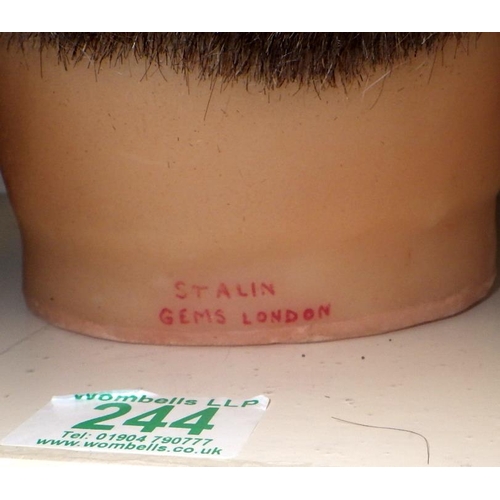 STALIN
GEMS LONDON
Wombells LLP
244
Tel: 01904 790777
www.wombells.co.uk